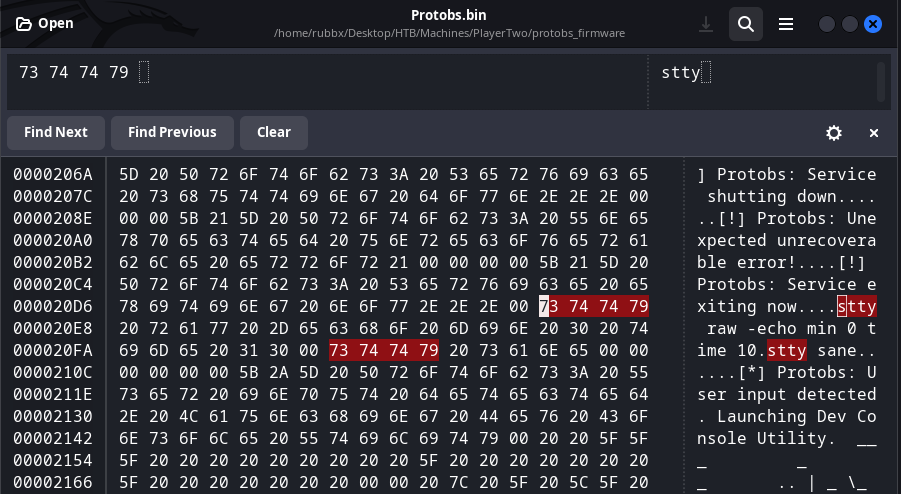 Open
Protobs.bin
/home/rubbx/Desktop/HTB/Machines/PlayerTwo/protobs_firmware
73 74 74 79 stty
Find Next Find Previous Clear
0000206A 5D 20 50 72 6F 74 6F 62 73 3A 20 53 65 72 76 69 63 65 ] Protobs: Service
0000207C 20 73 68 75 74 74 69 6E 67 20 64 6F 77 6E 2E 2E 2E 00 shutting down....
0000208E 00 00 5B 21 5D 20 50 72 6F 74 6F 62 73 3A 20 55 6E 65 ..[!] Protobs: Une
000020A0 78 70 65 63 74 65 64 20 75 6E 72 65 63 6F 76 65 72 61 xpected unrecovera
000020B2 62 6C 65 20 65 72 72 6F 72 21 00 00 00 00 5B 21 5D 20 ble error!....[!]
000020C4 50 72 6F 74 6F 62 73 3A 20 53 65 72 76 69 63 65 20 65 Protobs: Service e
000020D6 78 69 74 69 6E 67 20 6E 6F 77 2E 2E 2E 00 73 74 74 79 xiting now....stty
000020E8 20 72 61 77 20 2D 65 63 68 6F 20 6D 69 6E 20 30 20 74 raw -echo min 0 t
000020FA 69 6D 65 20 31 30 00 73 74 74 79 20 73 61 6E 65 00 00 ime 10.stty sane..
0000210C 00 00 00 00 5B 2A 5D 20 50 72 6F 74 6F 62 73 3A 20 55 ....[*] Protobs: U
0000211E 73 65 72 20 69 6E 70 75 74 20 64 65 74 65 63 74 65 64 ser input detected
00002130 2E 20 4C 61 75 6E 63 68 69 6E 67 20 44 65 76 20 43 6F . Launching Dev Co
00002142 6E 73 6F 6C 65 20 55 74 69 6C 69 74 79 00 20 20 5F 5F nsole Utility.  __
00002154 5F 20 20 20 20 20 20 20 20 20 5F 20 20 20 20 20 20 20 _         _
00002166 5F 20 20 20 20 20 20 20 20 00 00 20 7C 20 5F 20 5C 5F 20 _        .. | _ \_